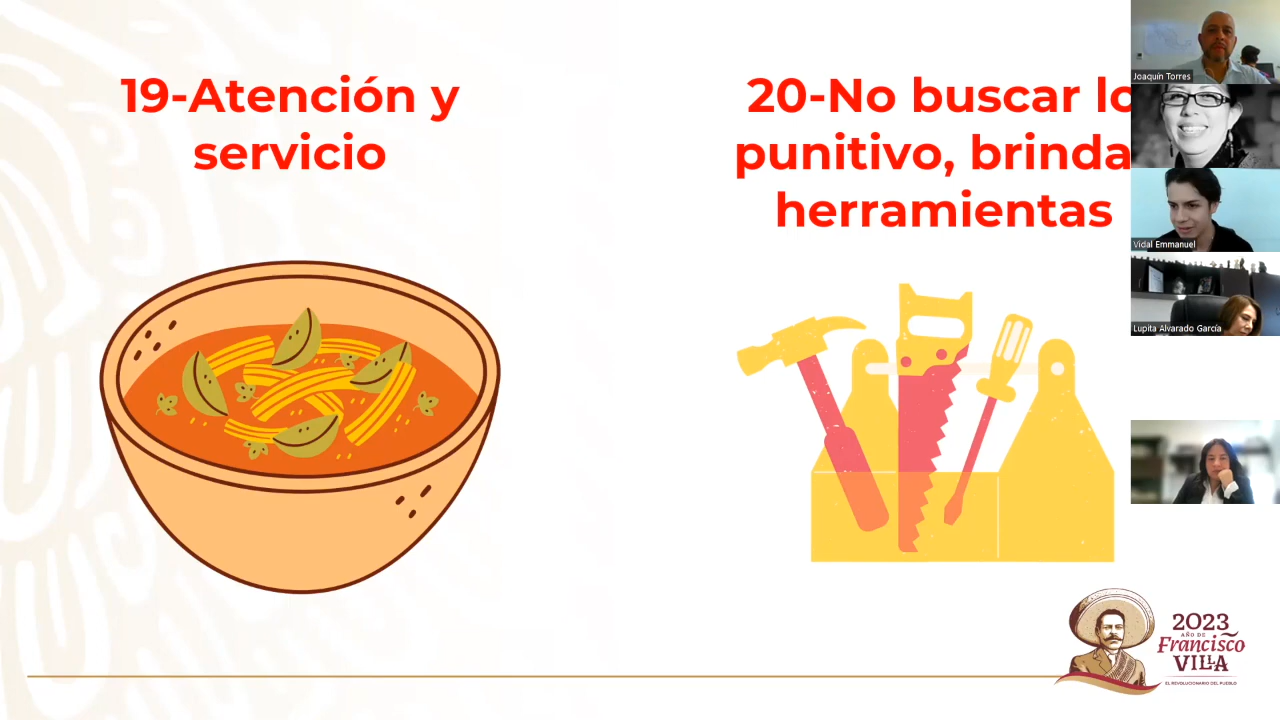 19-Atención y
servicio
20-No buscar lo
punitivo, brinda
herramientas
Joaquín Torres
Vidal Emmanuel
Lupita Alvarado García
2023
AÑO DE
Francisco
VILLA
EL REVOLUCIONARIO DEL PUEBLO